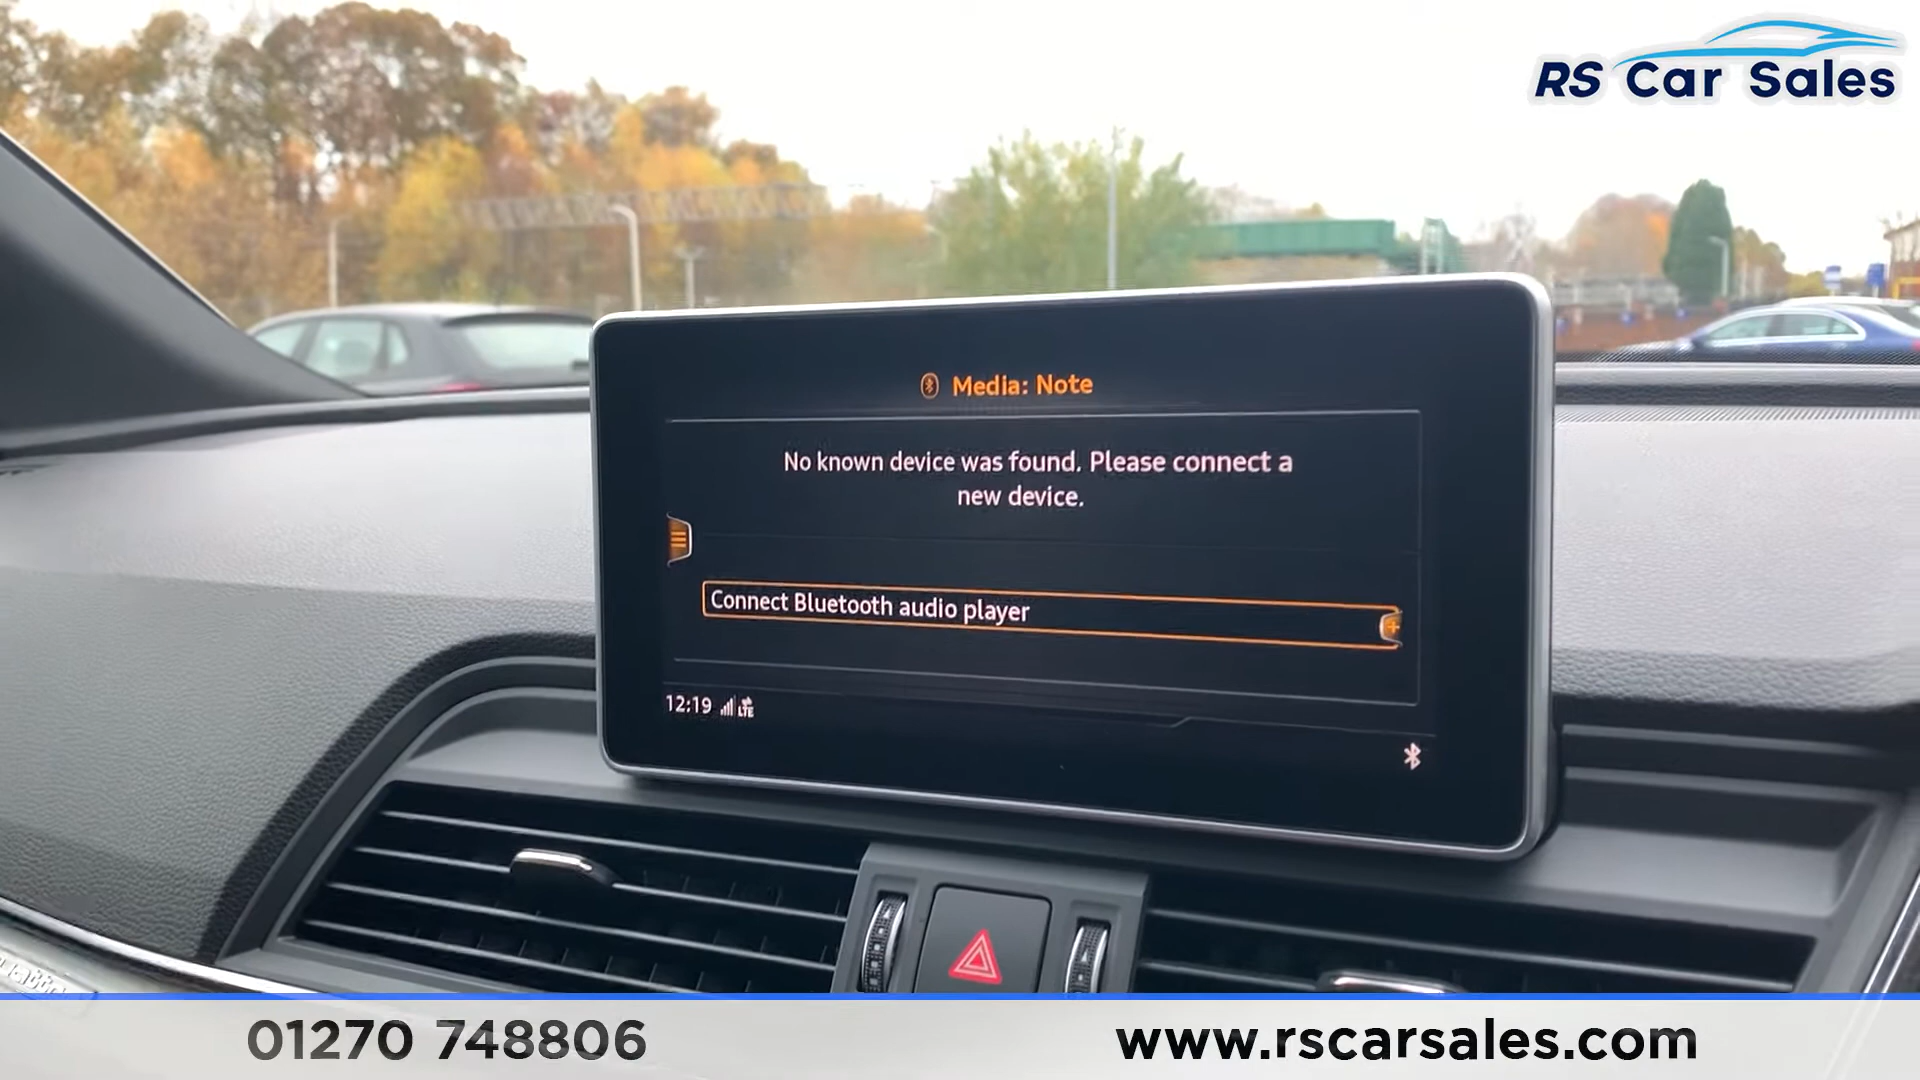 RS Car Sales
Media: Note
No known device was found. Please connect a
new device.
Connect Bluetooth audio player
12:19 LTE
01270 748806
www.rscarsales.com